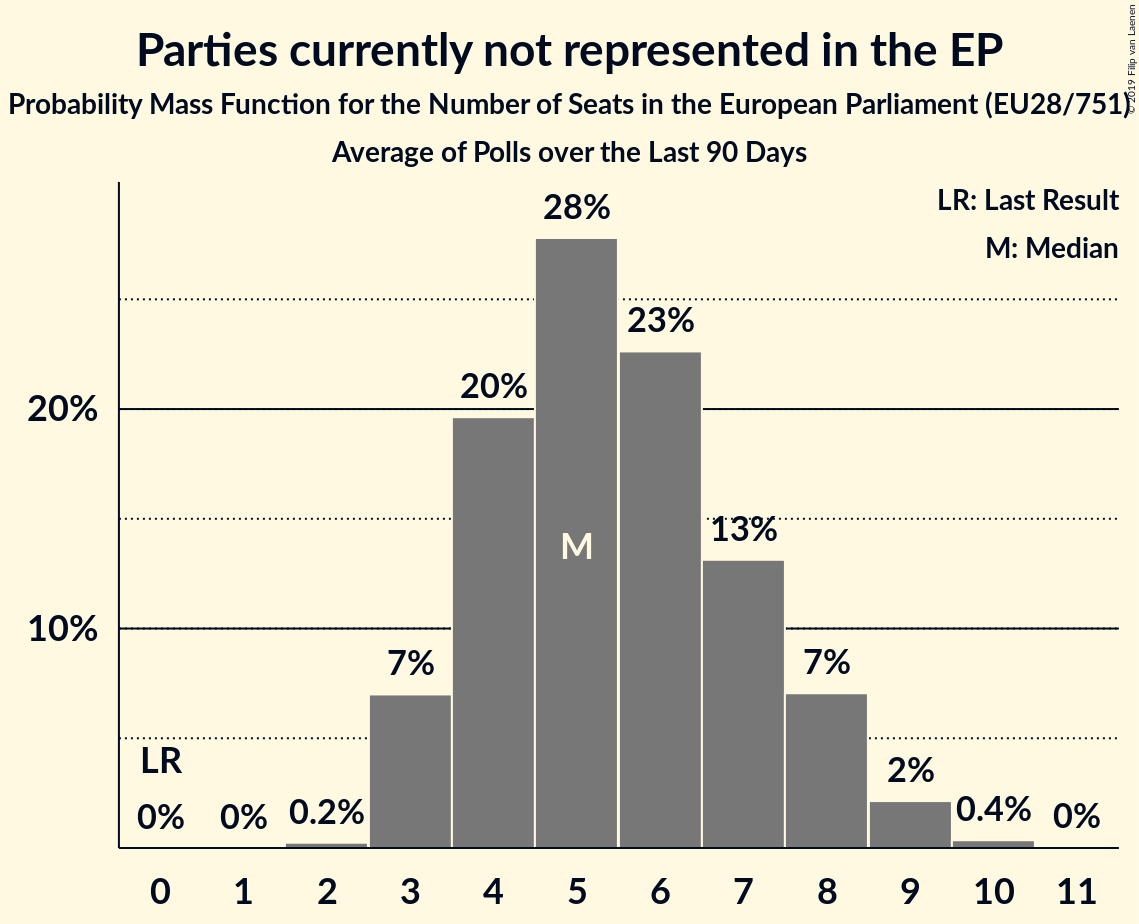 Parties currently not represented in the EP
Probability Mass Function for the Number of Seats in the European Parliament (EU28/751)
Average of Polls over the Last 90 Days
© 2019 Filip van Laenen
LR: Last Result
M: Median
28%
23%
20%
20%
13%
M
10%
7%
7%
LR
2%
0%
0%
0.2%
0.4%
0%
0 1 2 3 4 5 6 7 8 9 10 11